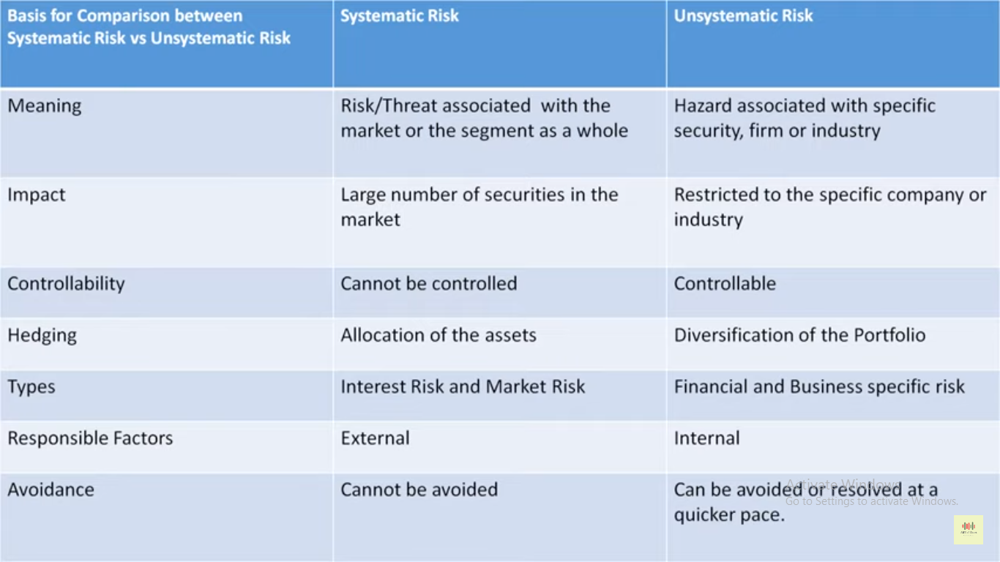 Basis for Comparison between
Systematic Risk vs Unsystematic Risk
Systematic Risk
Unsystematic Risk
Meaning
Risk/Threat associated with the
market or the segment as a whole
Hazard associated with specific
security, firm or industry
Impact
Large number of securities in the
market
Restricted to the specific company or
industry
Controllability
Cannot be controlled
Controllable
Hedging
Allocation of the assets
Diversification of the Portfolio
Types
Interest Risk and Market Risk
Financial and Business specific risk
Responsible Factors
External
Internal
Avoidance
Cannot be avoided
Can be avoided or resolved at a
quicker pace.
Activate Windows
Go to Settings to activate Windows.